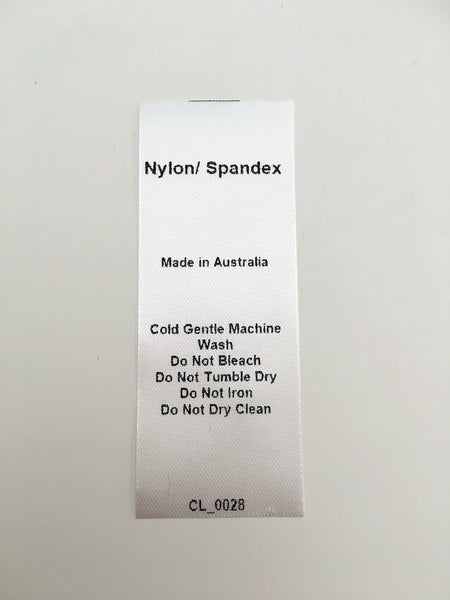 Nylon/ Spandex
Made in Australia
Cold Gentle Machine
Wash
Do Not Bleach
Do Not Tumble Dry
Do Not Iron
Do Not Dry Clean
CL_0028